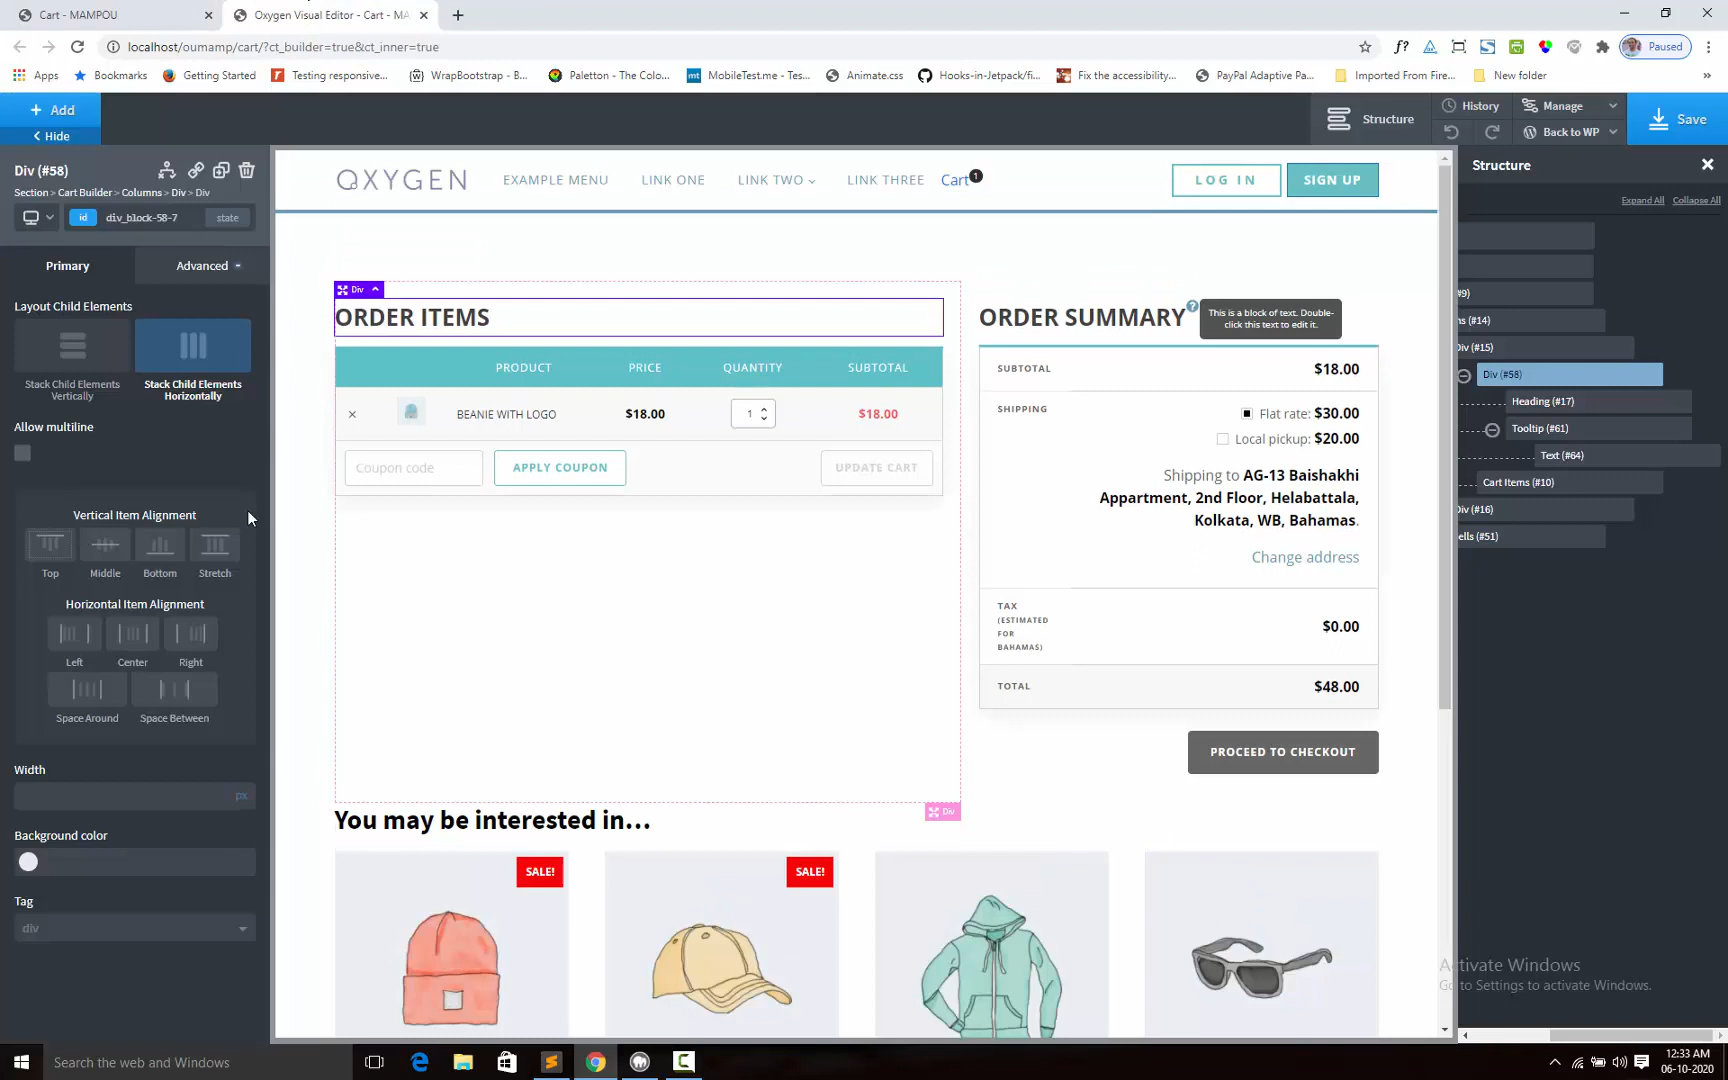 Cart - MAMPOU
Oxygen Visual Editor - Cart - MA
localhost/oumamp/cart/?ct_builder=true&ct_inner=true
f?
Paused
Apps
Bookmarks
Getting Started
Testing responsive...
WrapBootstrap - B...
Paletton - The Colo...
MobileTest.me - Tes...
Animate.css
Hooks-in-Jetpack/fi...
Fix the accessibility...
PayPal Adaptive Pa...
Imported From Fire...
New folder
+ Add
Hide
Structure
History
Manage
Back to WP
Save
Div (#58)
Section > Cart Builder > Columns > Div > Div
id
div_block-58-7
state
Primary
Advanced
Layout Child Elements
Stack Child Elements
Vertically
Stack Child Elements
Horizontally
Allow multiline
Vertical Item Alignment
Top
Middle
Bottom
Stretch
Horizontal Item Alignment
Left
Center
Right
Space Around
Space Between
Width
px
Background color
Tag
div
OXYGEN
EXAMPLE MENU
LINK ONE
LINK TWO
LINK THREE
Cart
1
LOG IN
SIGN UP
Div
ORDER ITEMS
PRODUCT
PRICE
QUANTITY
SUBTOTAL
×
BEANIE WITH LOGO
$18.00
1
$18.00
Coupon code
APPLY COUPON
UPDATE CART
Div
ORDER SUMMARY
?
This is a block of text. Double-
click this text to edit it.
SUBTOTAL
$18.00
SHIPPING
Flat rate: $30.00
Local pickup: $20.00
Shipping to AG-13 Baishakhi
Appartment, 2nd Floor, Helabattala,
Kolkata, WB, Bahamas.
Change address
TAX
(ESTIMATED
FOR
BAHAMAS)
$0.00
TOTAL
$48.00
PROCEED TO CHECKOUT
You may be interested in...
SALE!
SALE!
Structure
Expand All
Collapse All
#9)
ns (#14)
Div (#15)
Div (#58)
Heading (#17)
Tooltip (#61)
Text (#64)
Cart Items (#10)
Div (#16)
ells (#51)
Activate Windows
Go to Settings to activate Windows.
Search the web and Windows
12:33 AM
06-10-2020